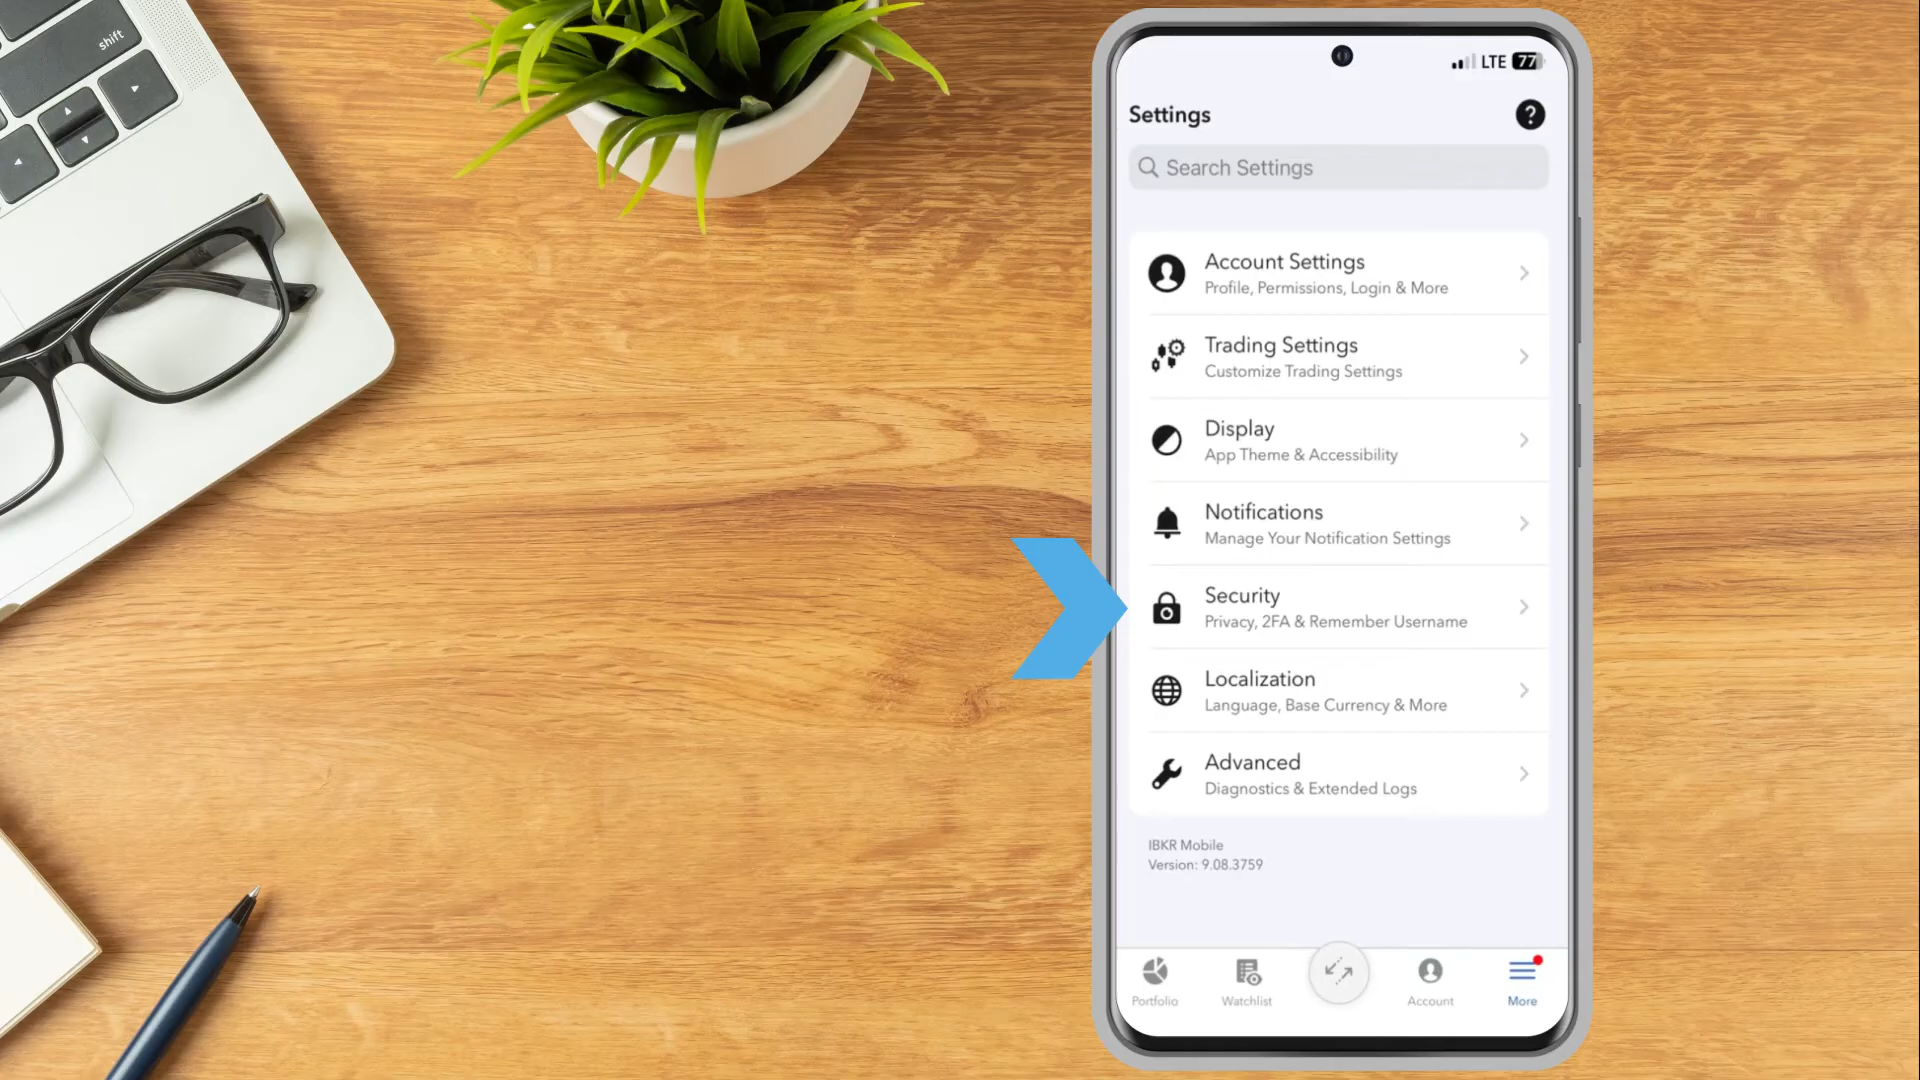 shift
LTE 77
Settings
?
Search Settings
Account Settings
Profile, Permissions, Login & More
Trading Settings
Customize Trading Settings
Display
App Theme & Accessibility
Notifications
Manage Your Notification Settings
Security
Privacy, 2FA & Remember Username
Localization
Language, Base Currency & More
Advanced
Diagnostics & Extended Logs
IBKR Mobile
Version: 9.08.3759
Portfolio
Watchlist
Account
More